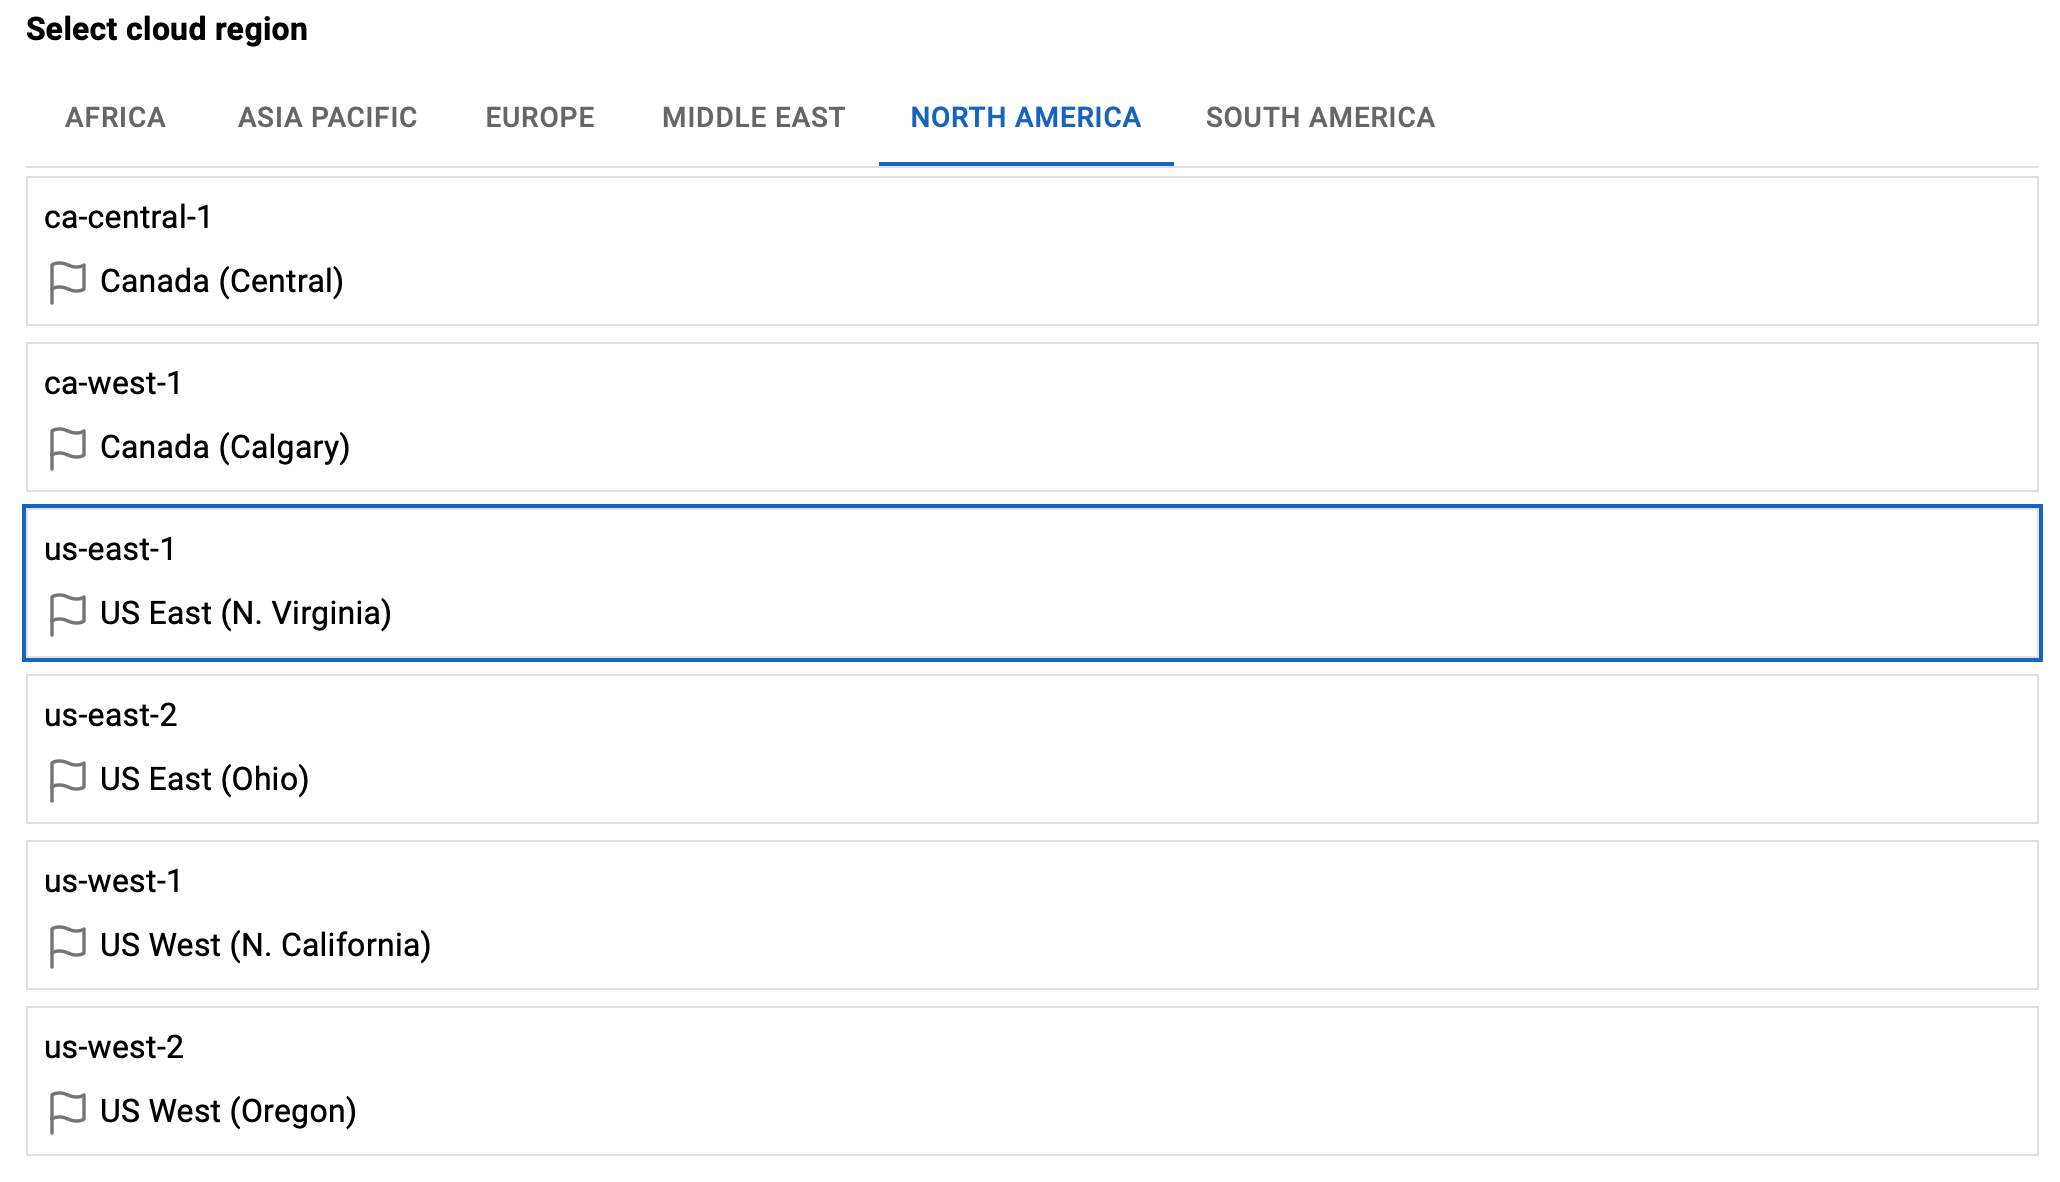 Select cloud region
AFRICA ASIA PACIFIC EUROPE MIDDLE EAST NORTH AMERICA SOUTH AMERICA
ca-central-1
Canada (Central)
ca-west-1
Canada (Calgary)
us-east-1
US East (N. Virginia)
us-east-2
US East (Ohio)
us-west-1
US West (N. California)
us-west-2
US West (Oregon)